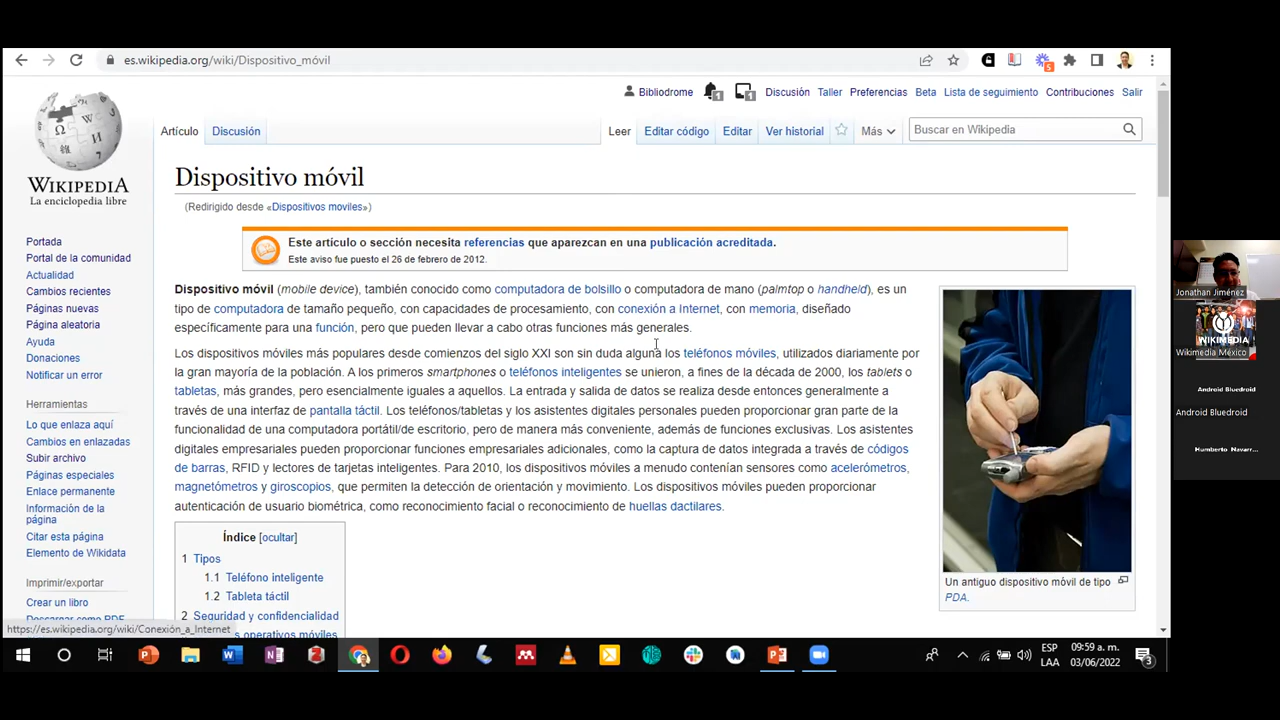 es.wikipedia.org/wiki/Dispositivo_móvil
5
WIKIPEDIA
La enciclopedia libre
Bibliodrome 1 1 Discusión Taller Preferencias Beta Lista de seguimiento Contribuciones Salir
Artículo Discusión Leer Editar código Editar Ver historial Más Buscar en Wikipedia
Dispositivo móvil
(Redirigido desde «Dispositivos moviles»)
Este artículo o sección necesita referencias que aparezcan en una publicación acreditada.
Este aviso fue puesto el 26 de febrero de 2012.
Dispositivo móvil (mobile device), también conocido como computadora de bolsillo o computadora de mano (palmtop o handheld), es un
tipo de computadora de tamaño pequeño, con capacidades de procesamiento, con conexión a Internet, con memoria, diseñado
específicamente para una función, pero que pueden llevar a cabo otras funciones más generales.
Los dispositivos móviles más populares desde comienzos del siglo XXI son sin duda alguna los teléfonos móviles, utilizados diariamente por
la gran mayoría de la población. A los primeros smartphones o teléfonos inteligentes se unieron, a fines de la década de 2000, los tablets o
tabletas, más grandes, pero esencialmente iguales a aquellos. La entrada y salida de datos se realiza desde entonces generalmente a
través de una interfaz de pantalla táctil. Los teléfonos/tabletas y los asistentes digitales personales pueden proporcionar gran parte de la
funcionalidad de una computadora portátil/de escritorio, pero de manera más conveniente, además de funciones exclusivas. Los asistentes
digitales empresariales pueden proporcionar funciones empresariales adicionales, como la captura de datos integrada a través de códigos
de barras, RFID y lectores de tarjetas inteligentes. Para 2010, los dispositivos móviles a menudo contenían sensores como acelerómetros,
magnetómetros y giroscopios, que permiten la detección de orientación y movimiento. Los dispositivos móviles pueden proporcionar
autenticación de usuario biométrica, como reconocimiento facial o reconocimiento de huellas dactilares.
Índice [ocultar]
1 Tipos
1.1 Teléfono inteligente
1.2 Tableta táctil
2 Seguridad y confidencialidad
s operativos móviles
Un antiguo dispositivo móvil de tipo
PDA.
Portada
Portal de la comunidad
Actualidad
Cambios recientes
Páginas nuevas
Página aleatoria
Ayuda
Donaciones
Notificar un error
Herramientas
Lo que enlaza aquí
Cambios en enlazadas
Subir archivo
Páginas especiales
Enlace permanente
Información de la
página
Citar esta página
Elemento de Wikidata
Imprimir/exportar
Crear un libro
Descargar como PDF
https://es.wikipedia.org/wiki/Conexión_a_Internet
ESP
LAA
09:59 a. m.
03/06/2022
3
Jonathan Jiménez
WIKIMEDIA
Wikimedia México
Android Bluedroid
Android Bluedroid
Humberto Navarr...